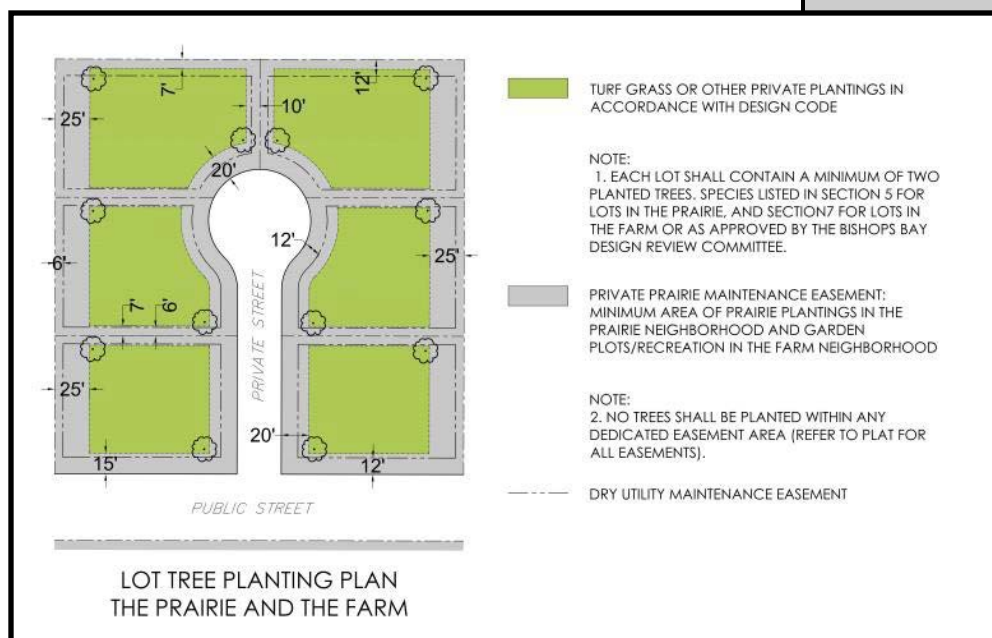 7'
12'
25'
10'
20'
12'
25'
6'
7'
6'
25'
20'
15'
12'
PRIVATE STREET
PUBLIC STREET
LOT TREE PLANTING PLAN
THE PRAIRIE AND THE FARM
TURF GRASS OR OTHER PRIVATE PLANTINGS IN
ACCORDANCE WITH DESIGN CODE
NOTE:
1. EACH LOT SHALL CONTAIN A MINIMUM OF TWO
PLANTED TREES. SPECIES LISTED IN SECTION 5 FOR
LOTS IN THE PRAIRIE, AND SECTION7 FOR LOTS IN
THE FARM OR AS APPROVED BY THE BISHOPS BAY
DESIGN REVIEW COMMITTEE.
PRIVATE PRAIRIE MAINTENANCE EASEMENT:
MINIMUM AREA OF PRAIRIE PLANTINGS IN THE
PRAIRIE NEIGHBORHOOD AND GARDEN
PLOTS/RECREATION IN THE FARM NEIGHBORHOOD
NOTE:
2. NO TREES SHALL BE PLANTED WITHIN ANY
DEDICATED EASEMENT AREA (REFER TO PLAT FOR
ALL EASEMENTS).
DRY UTILITY MAINTENANCE EASEMENT